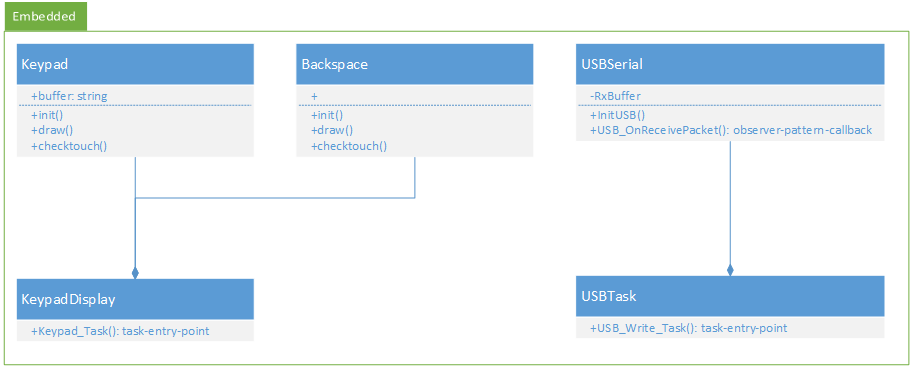 Embedded
Keypad
+buffer: string
+init()
+draw()
+checktouch()
Backspace
+
+init()
+draw()
+checktouch()
USBSerial
-RxBuffer
+InitUSB()
+USB_OnReceivePacket(): observer-pattern-callback
KeypadDisplay
+Keypad_Task(): task-entry-point
USBTask
+USB_Write_Task(): task-entry-point